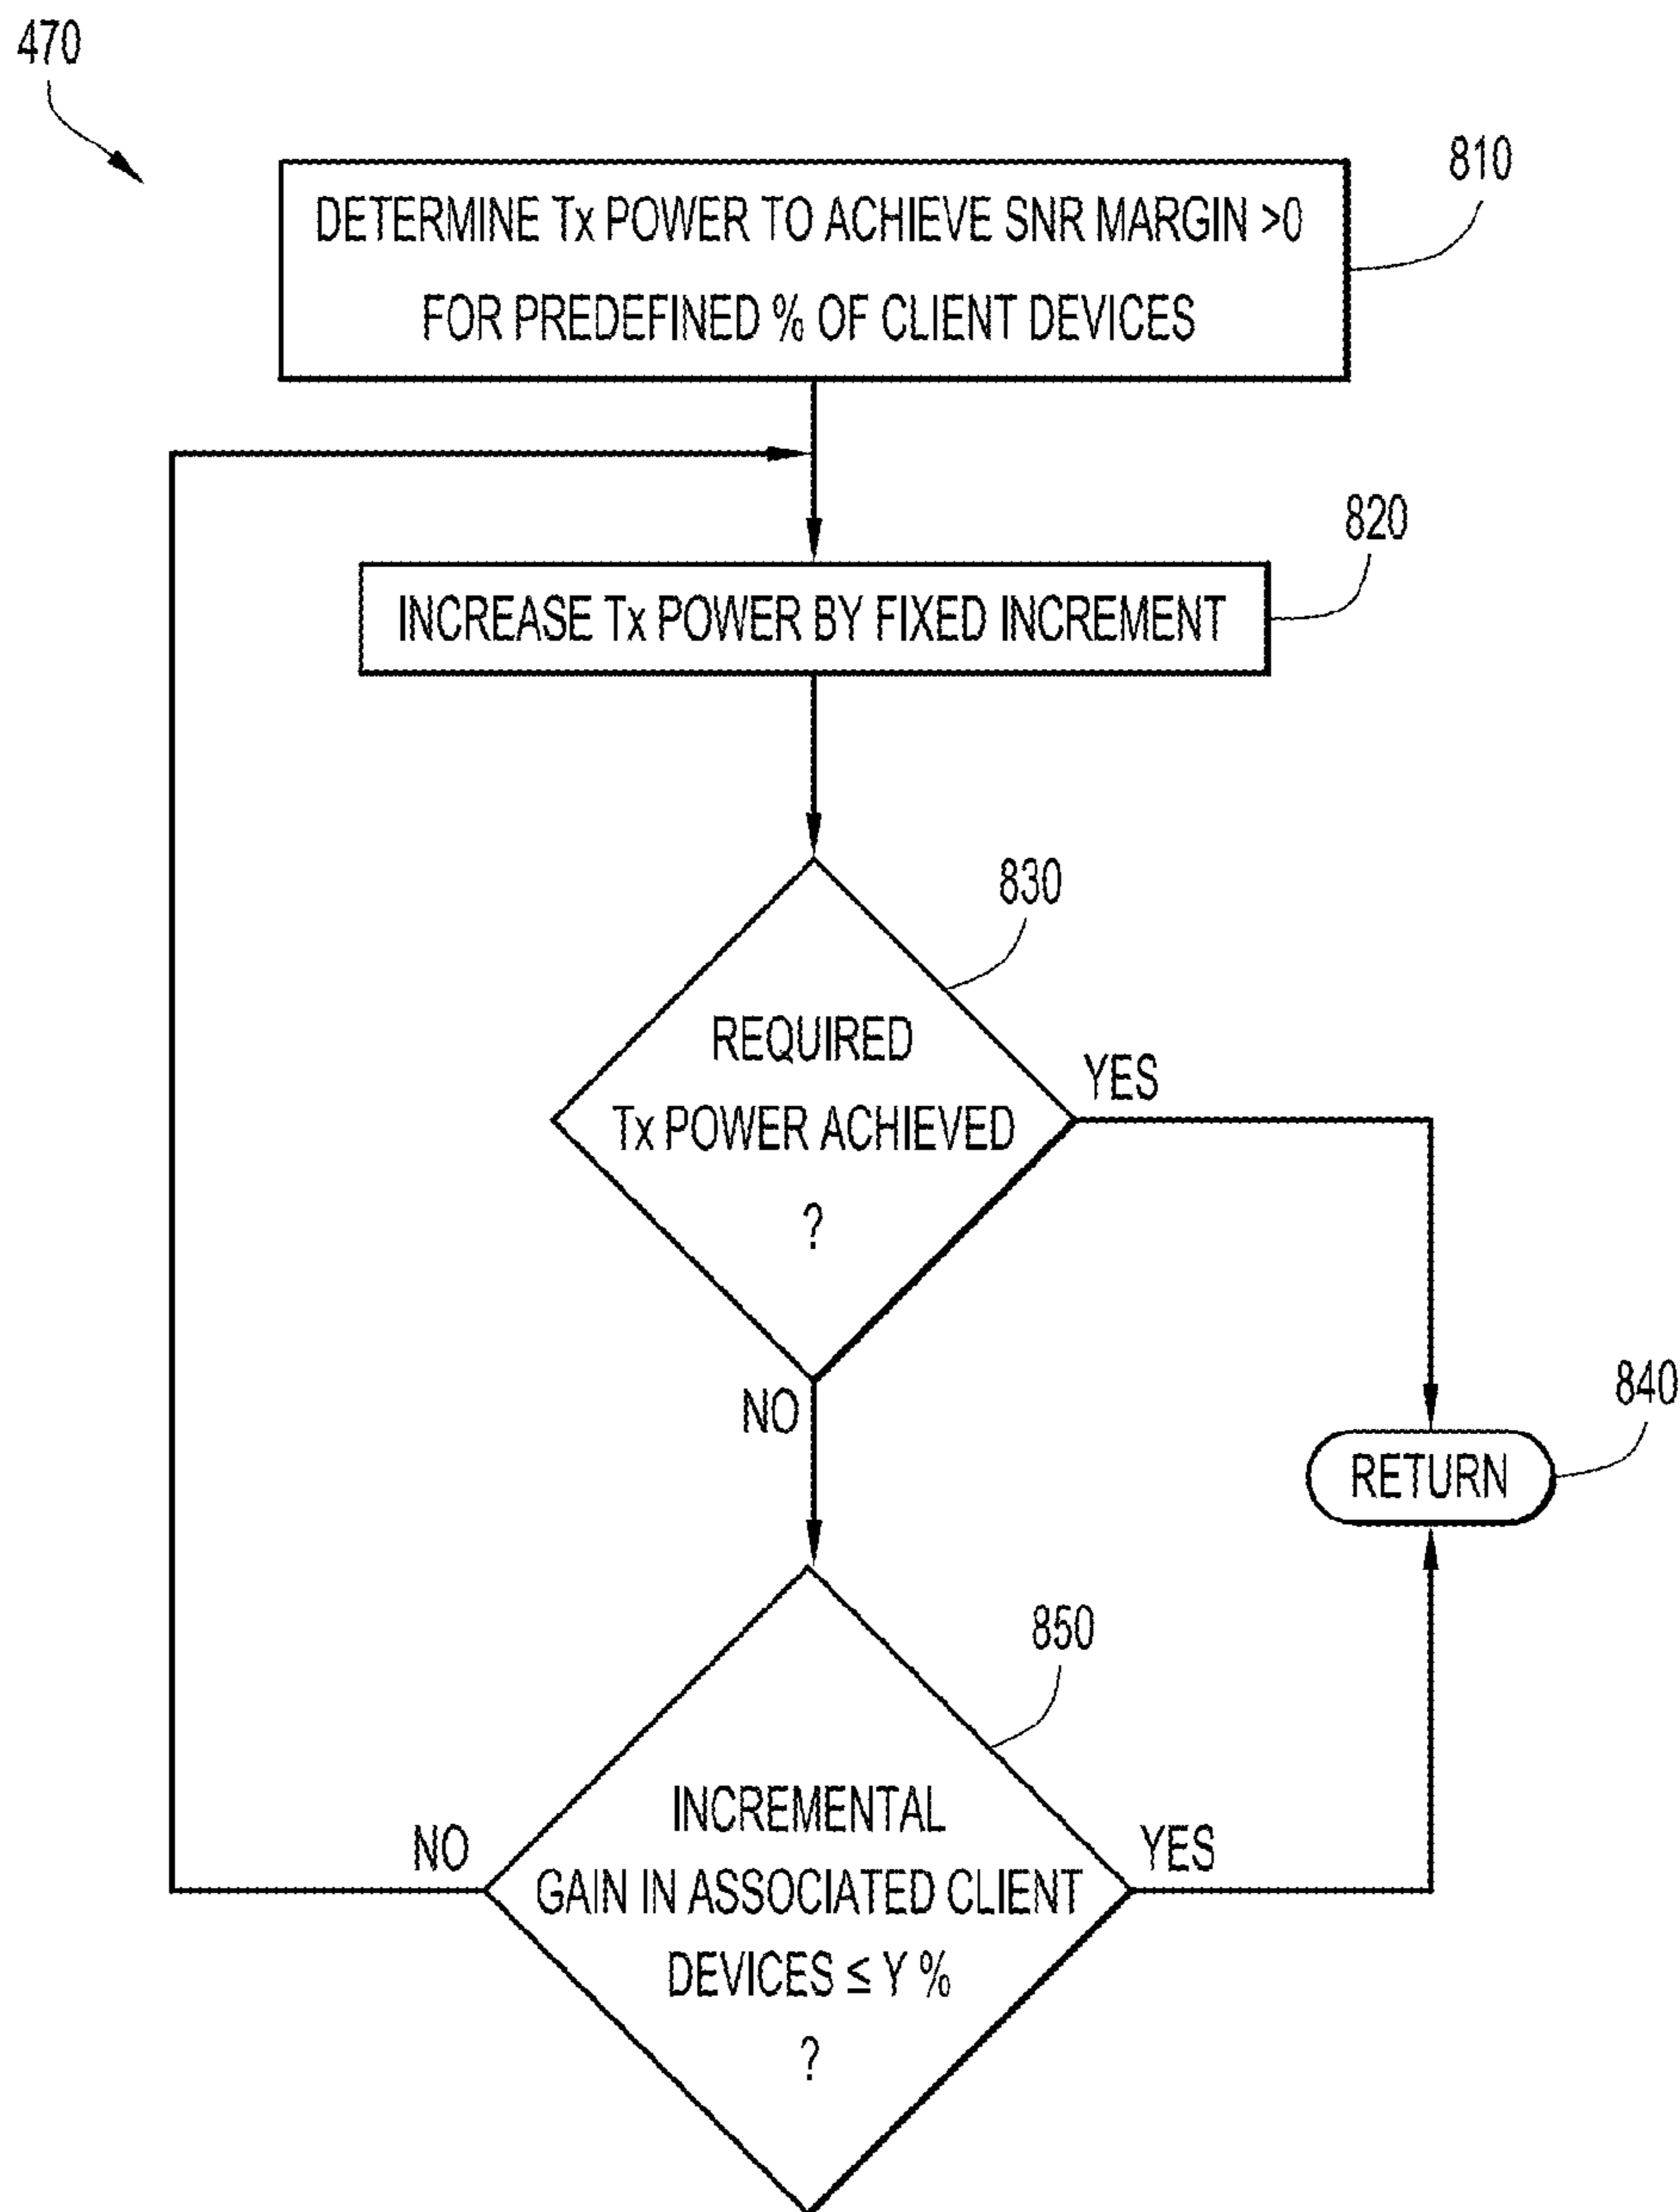 470
810
DETERMINE Tx POWER TO ACHIEVE SNR MARGIN >0
FOR PREDEFINED % OF CLIENT DEVICES
820
INCREASE Tx POWER BY FIXED INCREMENT
830
REQUIRED
Tx POWER ACHIEVED
?
YES
NO
840
RETURN
850
INCREMENTAL
GAIN IN ASSOCIATED CLIENT
DEVICES ≤ Y %
?
NO
YES